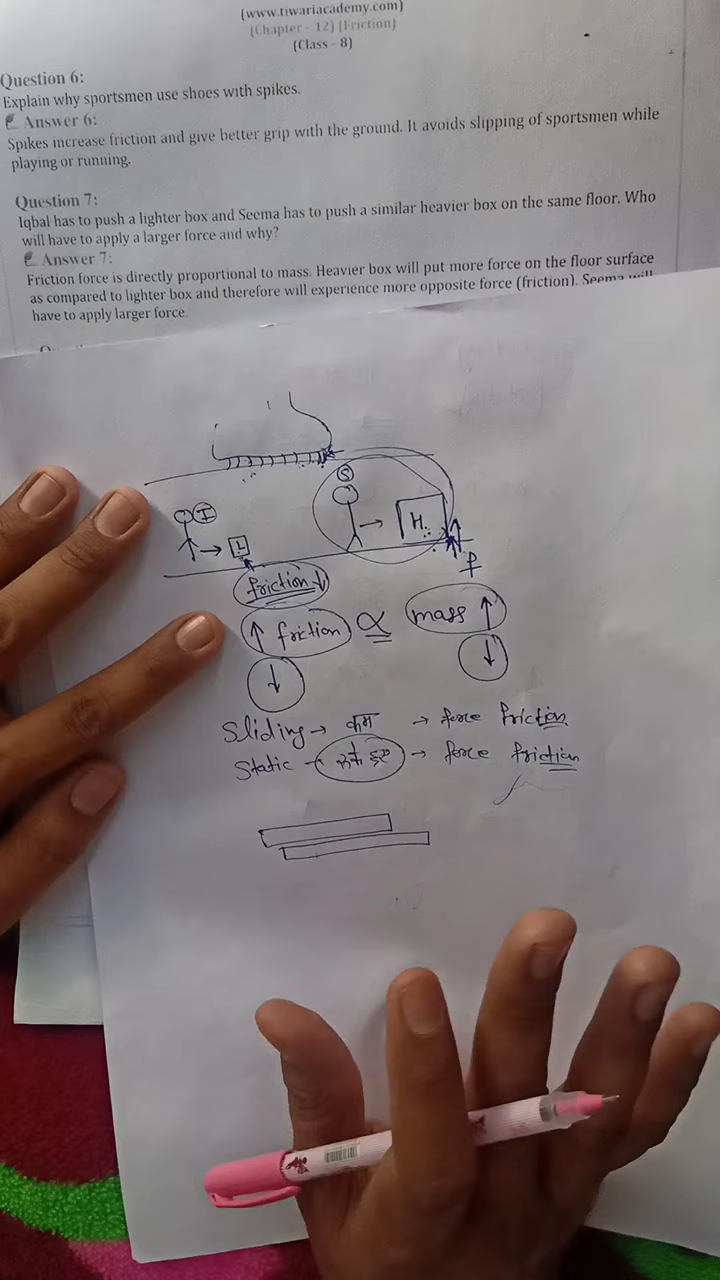 (www.tiwariacademy.com)
(Chapter - 12) (Friction)
(Class - 8)
Question 6:
Explain why sportsmen use shoes with spikes.
Answer 6:
Spikes increase friction and give better grip with the ground. It avoids slipping of sportsmen while
playing or running.
Question 7:
Iqbal has to push a lighter box and Seema has to push a similar heavier box on the same floor. Who
will have to apply a larger force and why?
Answer 7:
Friction force is directly proportional to mass. Heavier box will put more force on the floor surface
as compared to lighter box and therefore will experience more opposite force (friction). Seema will
have to apply larger force.
S
I
L
H.
f
friction ↓
↑ friction ∝ mass ↑
↓ ↓
Sliding → कम → force friction
Static → → force friction